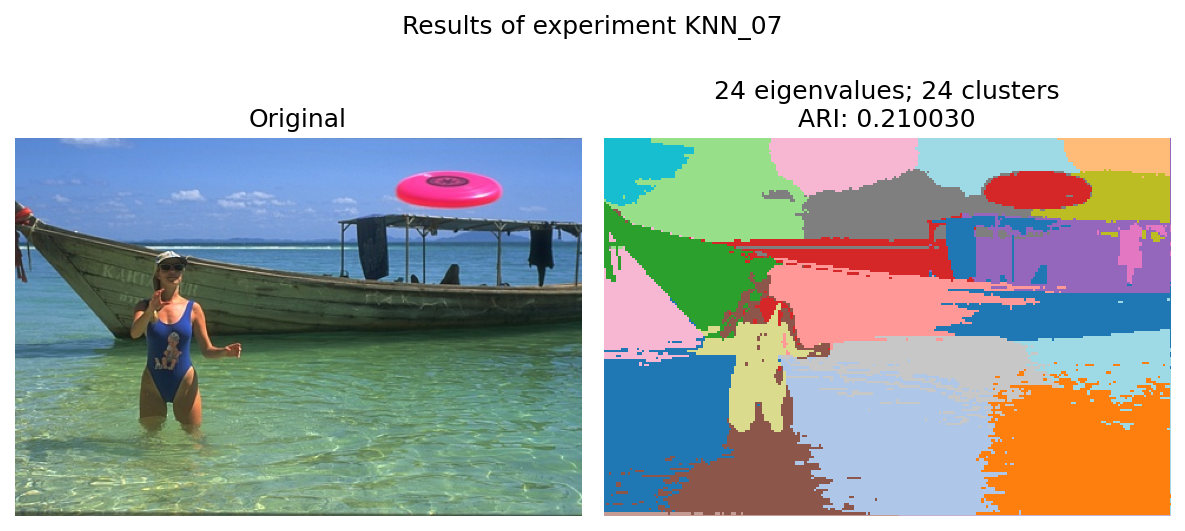 Results of experiment KNN_07
Original
24 eigenvalues; 24 clusters
ARI: 0.210030